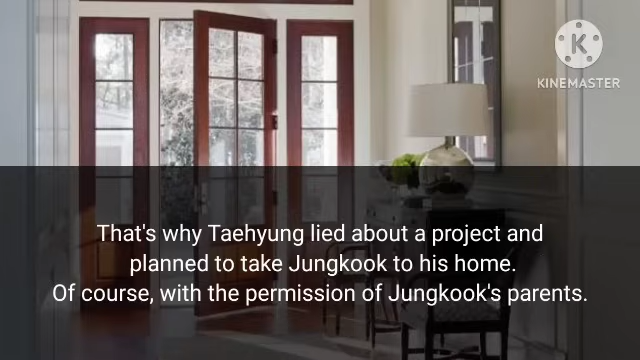 KINEMASTER
That's why Taehyung lied about a project and
planned to take Jungkook to his home.
Of course, with the permission of Jungkook's parents.